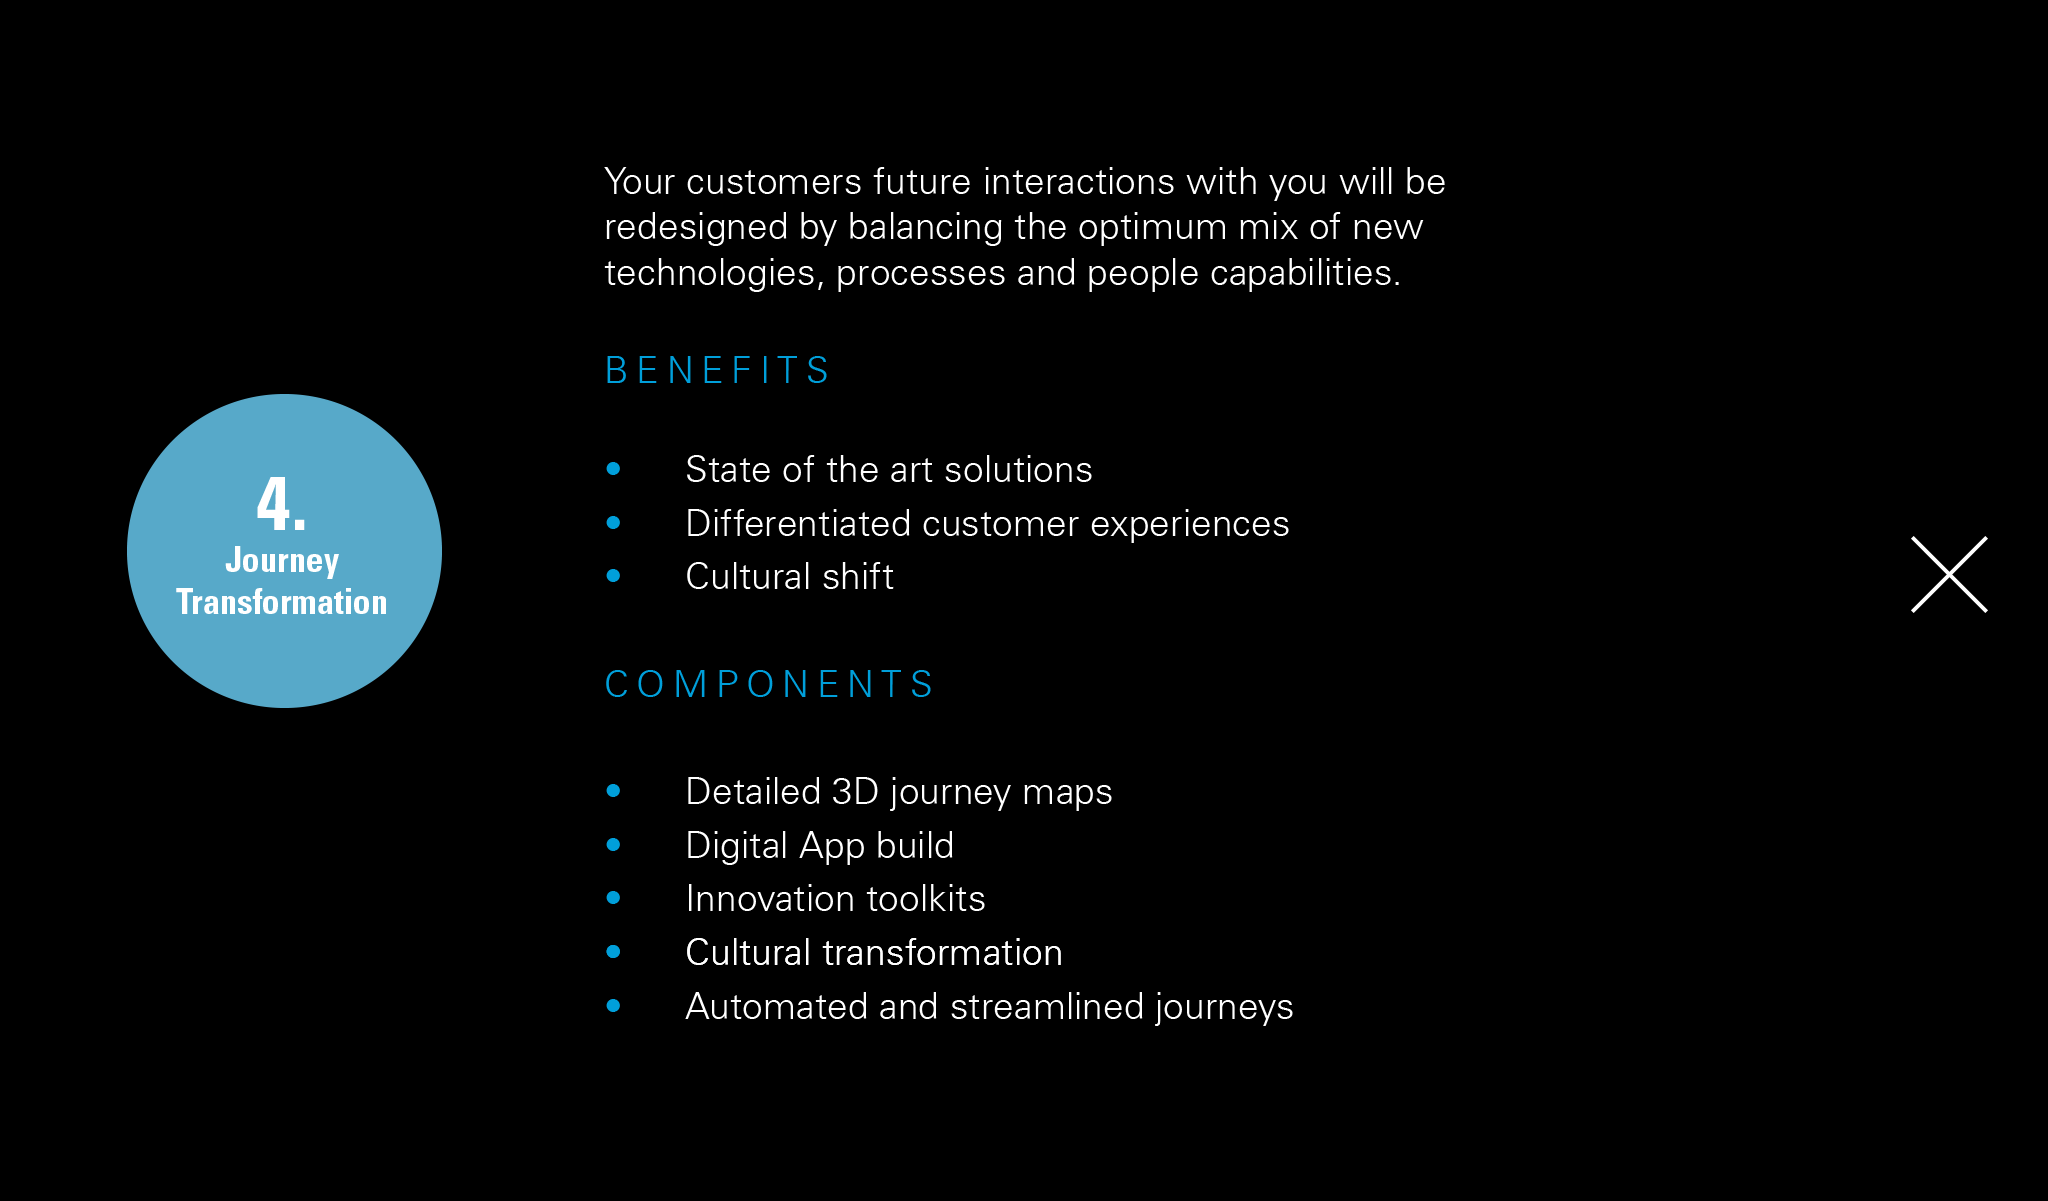 4.
Journey
Transformation
Your customers future interactions with you will be
redesigned by balancing the optimum mix of new
technologies, processes and people capabilities.
BENEFITS
• State of the art solutions
• Differentiated customer experiences
• Cultural shift
COMPONENTS
• Detailed 3D journey maps
• Digital App build
• Innovation toolkits
• Cultural transformation
• Automated and streamlined journeys